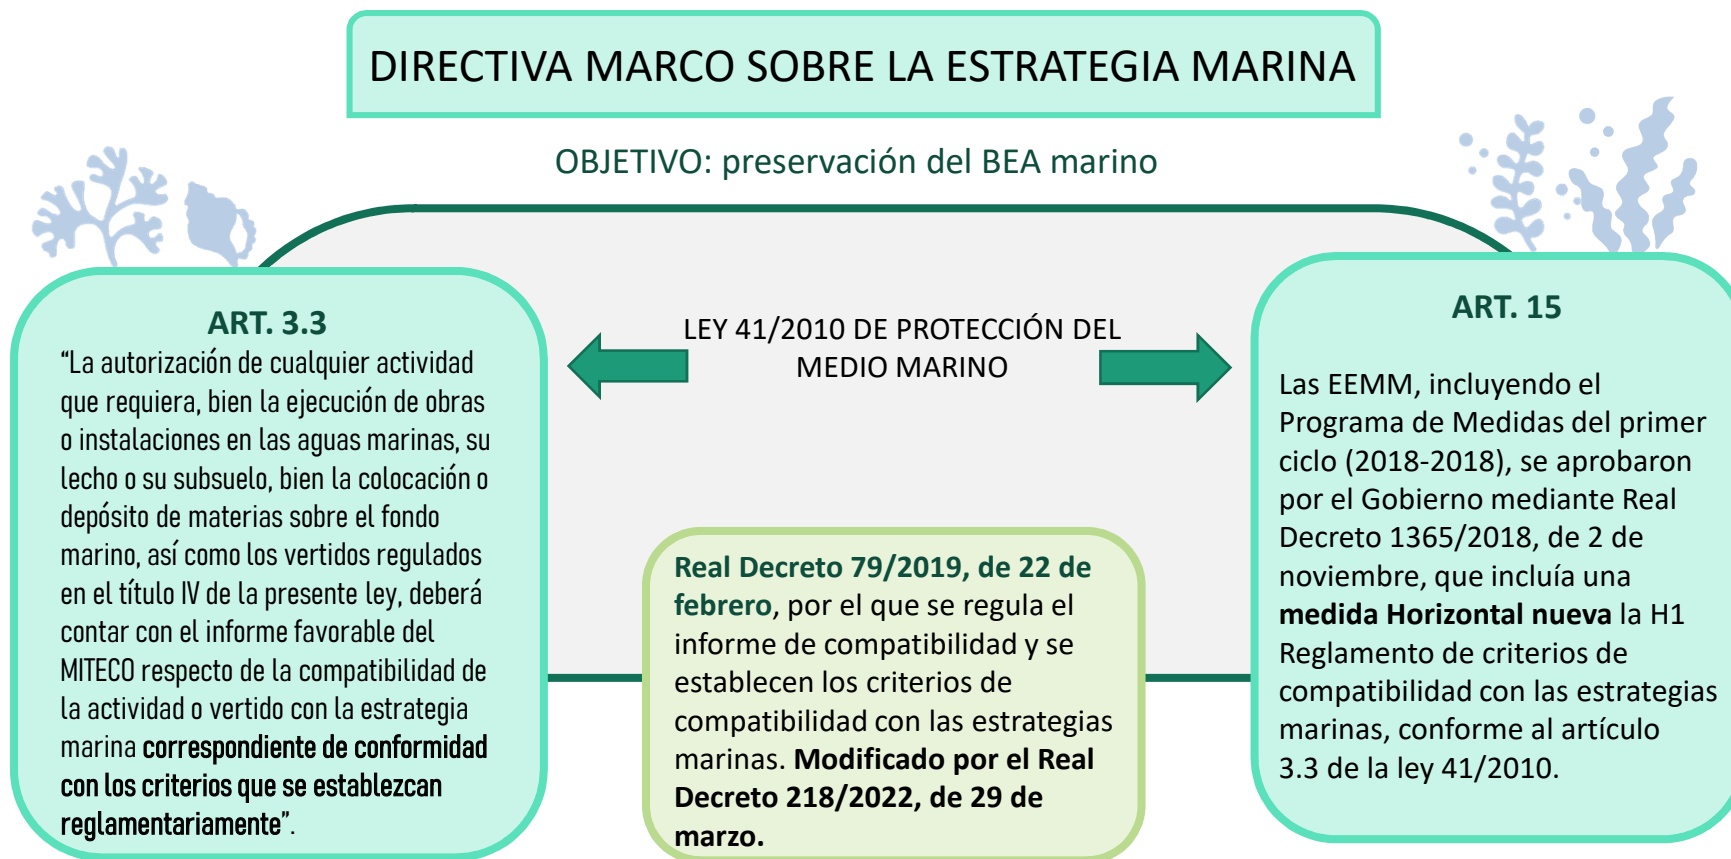 DIRECTIVA MARCO SOBRE LA ESTRATEGIA MARINA
OBJETIVO: preservación del BEA marino
ART. 3.3
“La autorización de cualquier actividad
que requiera, bien la ejecución de obras
o instalaciones en las aguas marinas, su
lecho o su subsuelo, bien la colocación o
depósito de materias sobre el fondo
marino, así como los vertidos regulados
en el título IV de la presente ley, deberá
contar con el informe favorable del
MITECO respecto de la compatibilidad de
la actividad o vertido con la estrategia
marina correspondiente de conformidad
con los criterios que se establezcan
reglamentariamente”.
LEY 41/2010 DE PROTECCIÓN DEL
MEDIO MARINO
Real Decreto 79/2019, de 22 de
febrero, por el que se regula el
informe de compatibilidad y se
establecen los criterios de
compatibilidad con las estrategias
marinas. Modificado por el Real
Decreto 218/2022, de 29 de
marzo.
ART. 15
Las EEMM, incluyendo el
Programa de Medidas del primer
ciclo (2018-2018), se aprobaron
por el Gobierno mediante Real
Decreto 1365/2018, de 2 de
noviembre, que incluía una
medida Horizontal nueva la H1
Reglamento de criterios de
compatibilidad con las estrategias
marinas, conforme al artículo
3.3 de la ley 41/2010.